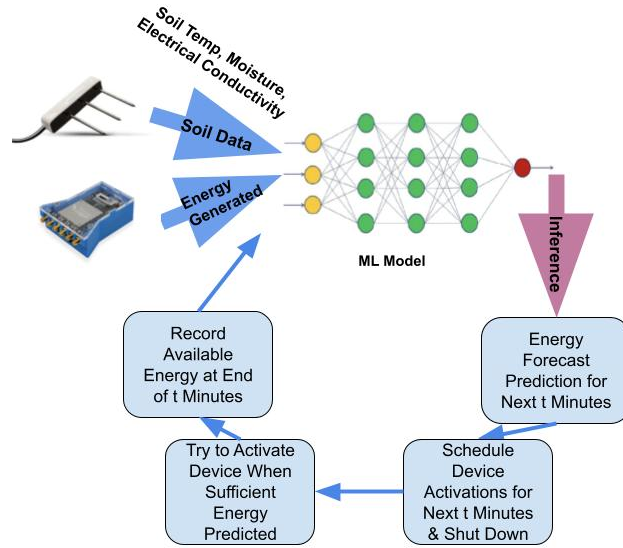 Soil Temp, Moisture,
Electrical Conductivity
Soil Data
Energy
Generated
ML Model
Inference
Record
Available
Energy at End
of t Minutes
Energy
Forecast
Prediction for
Next t Minutes
Try to Activate
Device When
Sufficient
Energy
Predicted
Schedule
Device
Activations for
Next t Minutes
& Shut Down